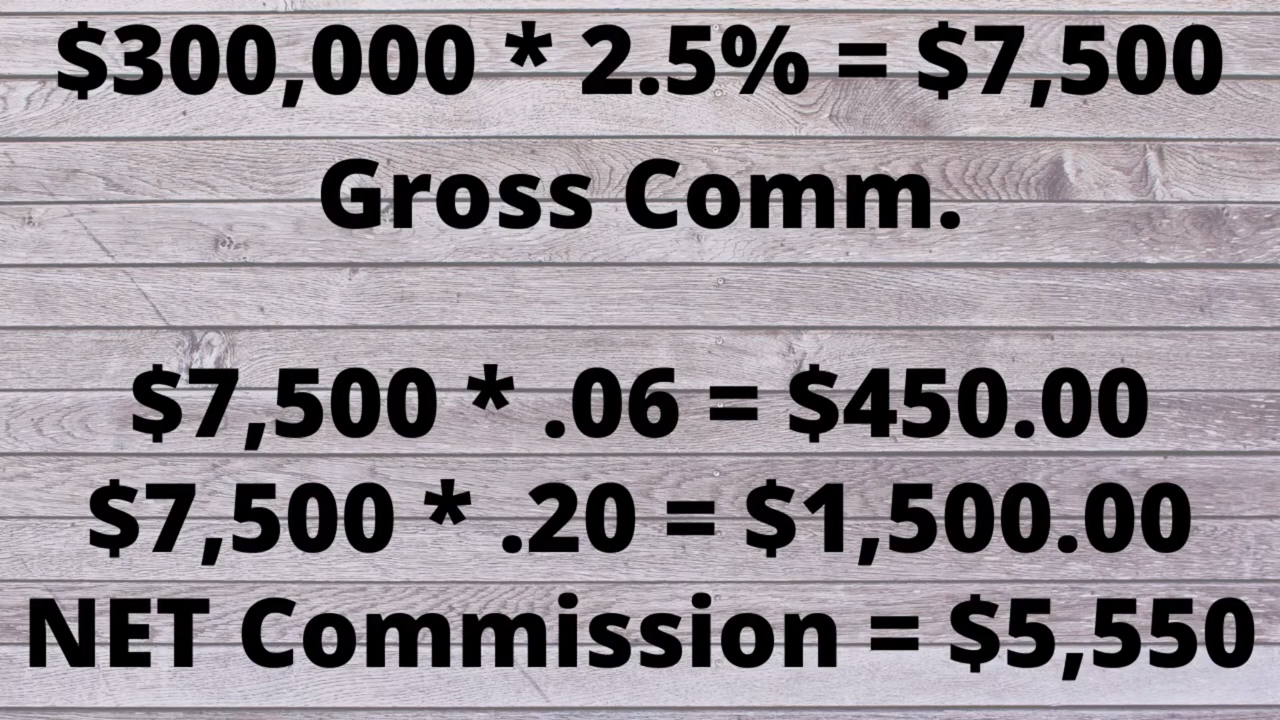 $300,000 * 2.5% = $7,500
Gross Comm.
$7,500 * .06 = $450.00
$7,500 * .20 = $1,500.00
NET Commission = $5,550